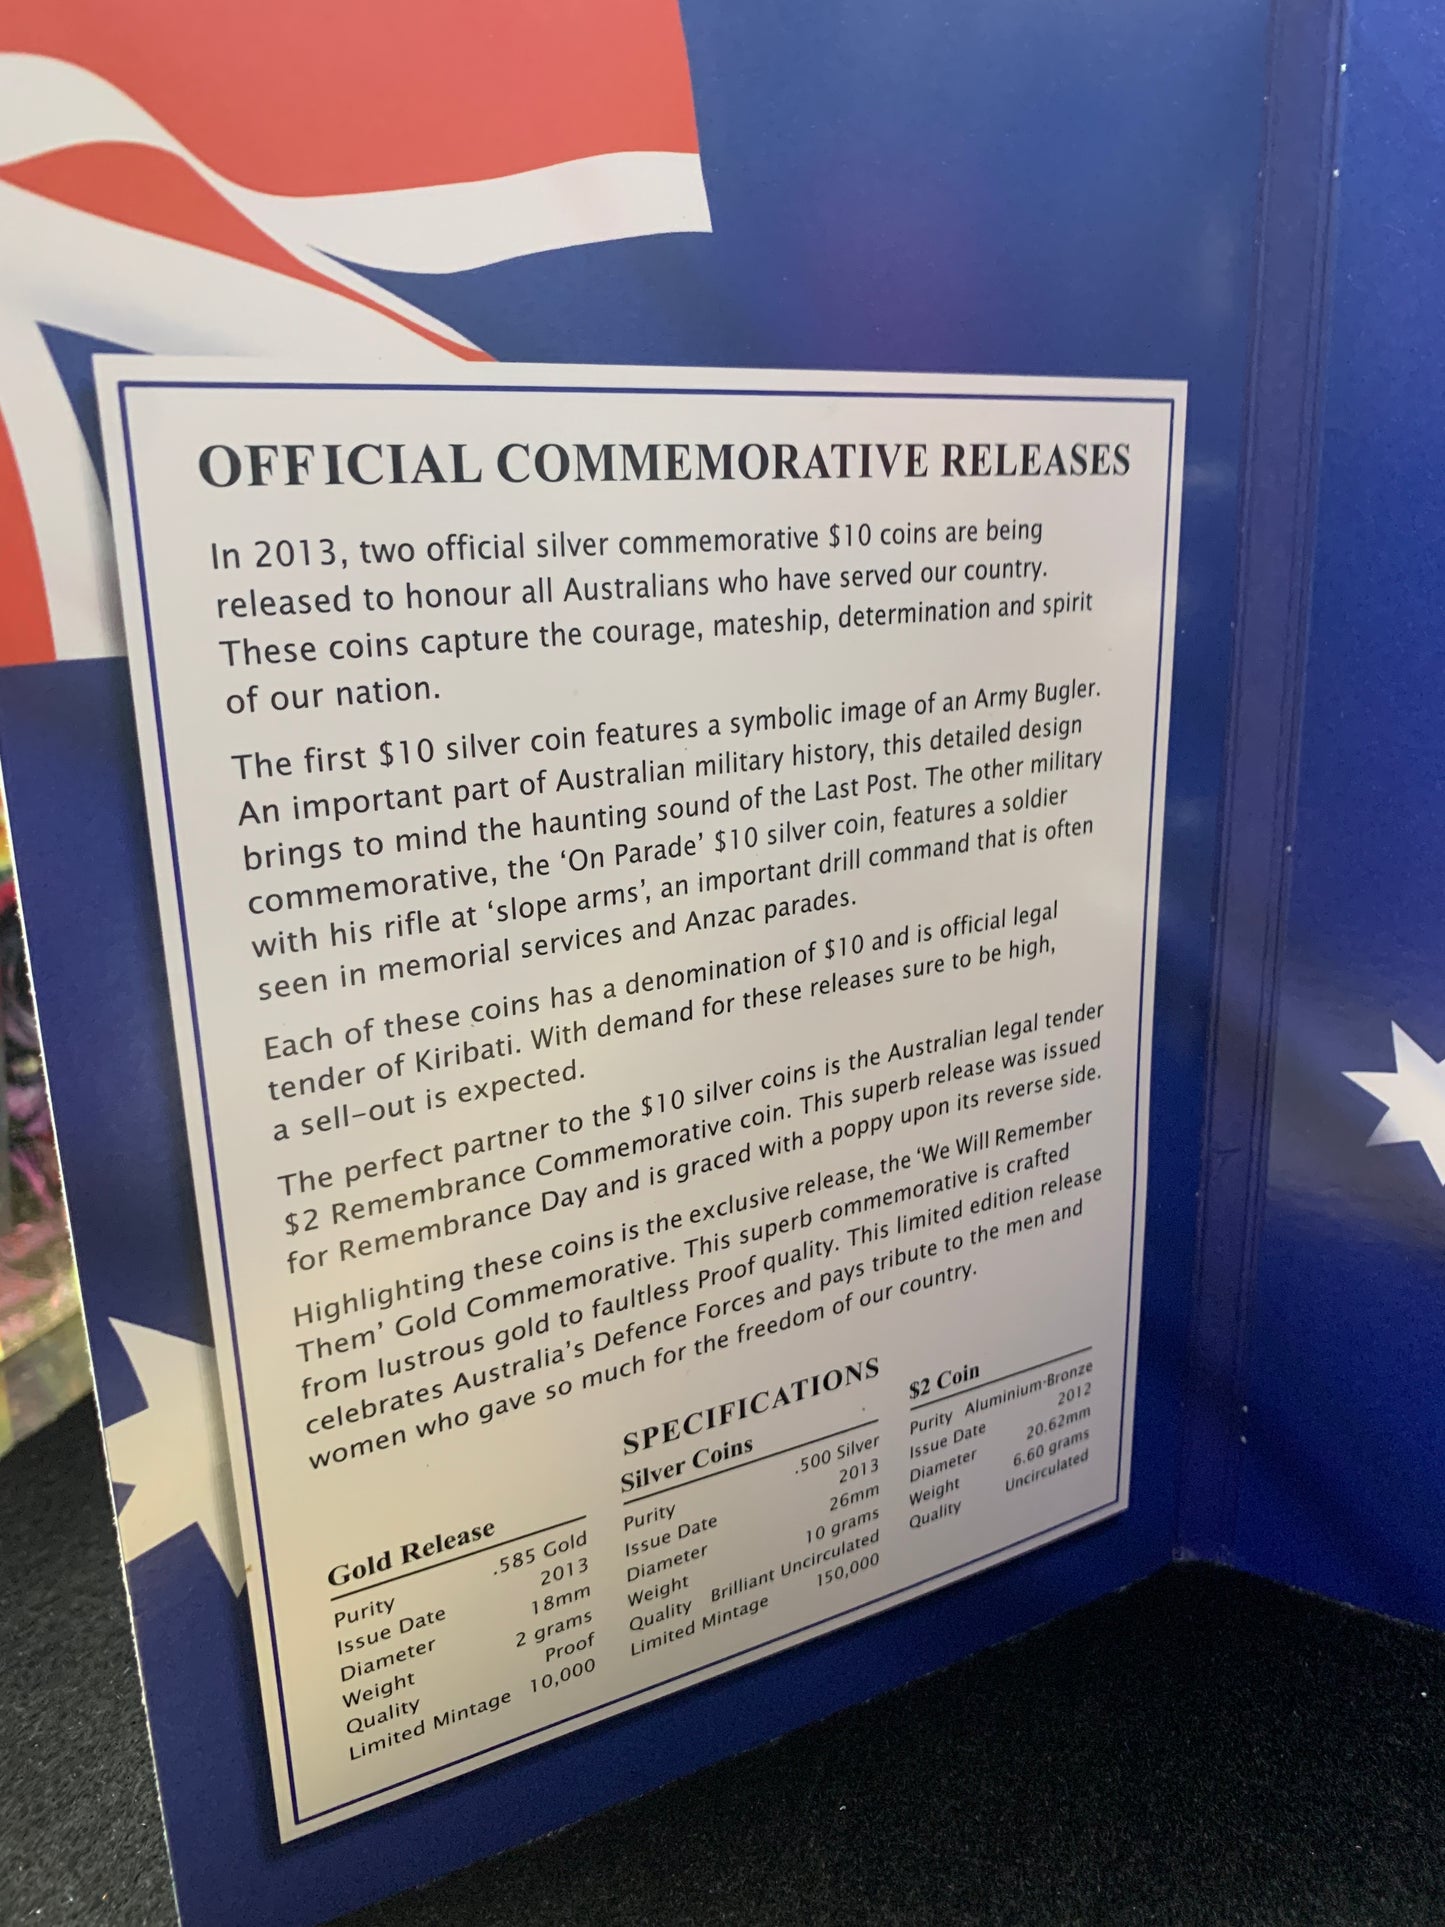 OFFICIAL COMMEMORATIVE RELEASES
In 2013, two official silver commemorative $10 coins are being
released to honour all Australians who have served our country.
These coins capture the courage, mateship, determination and spirit
of our nation.
The first $10 silver coin features a symbolic image of an Army Bugler.
An important part of Australian military history, this detailed design
brings to mind the haunting sound of the Last Post. The other military
commemorative, the ‘On Parade’ $10 silver coin, features a soldier
with his rifle at ‘slope arms’, an important drill command that is often
seen in memorial services and Anzac parades.
Each of these coins has a denomination of $10 and is official legal
tender of Kiribati. With demand for these releases sure to be high,
a sell-out is expected.
The perfect partner to the $10 silver coins is the Australian legal tender
$2 Remembrance Commemorative coin. This superb release was issued
for Remembrance Day and is graced with a poppy upon its reverse side.
Highlighting these coins is the exclusive release, the ‘We Will Remember
Them’ Gold Commemorative. This superb commemorative is crafted
from lustrous gold to faultless Proof quality. This limited edition release
celebrates Australia’s Defence Forces and pays tribute to the men and
women who gave so much for the freedom of our country.
SPECIFICATIONS
Gold Release
Purity .585 Gold
Issue Date 2013
Diameter 18mm
Weight 2 grams
Quality Proof
Limited Mintage 10,000
Silver Coins
Purity .500 Silver
Issue Date 2013
Diameter 26mm
Weight 10 grams
Quality Brilliant Uncirculated
Limited Mintage 150,000
$2 Coin
Purity Aluminium-Bronze
Issue Date 2012
Diameter 20.62mm
Weight 6.60 grams
Quality Uncirculated